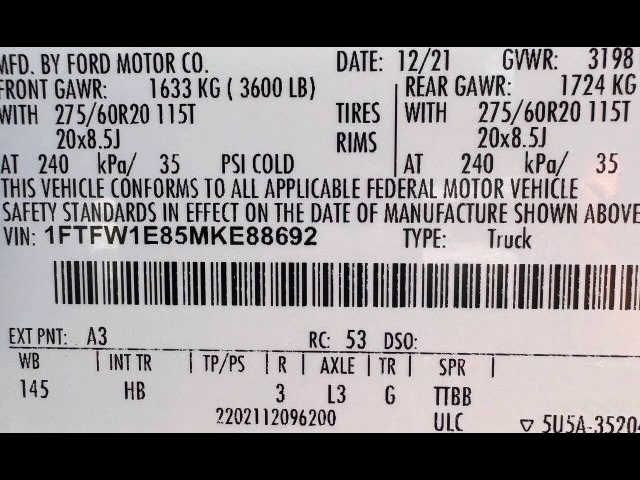 MFD. BY FORD MOTOR CO. DATE: 12/21 GVWR: 3198
FRONT GAWR: 1633 KG ( 3600 LB) REAR GAWR: 1724 KG
WITH 275/60R20 115T TIRES WITH 275/60R20 115T
20x8.5J RIMS 20x8.5J
AT 240 kPa/ 35 PSI COLD AT 240 kPa/ 35
THIS VEHICLE CONFORMS TO ALL APPLICABLE FEDERAL MOTOR VEHICLE
SAFETY STANDARDS IN EFFECT ON THE DATE OF MANUFACTURE SHOWN ABOVE
VIN: 1FTFW1E85MKE88692 TYPE: Truck
EXT PNT: A3 RC: 53 DSO:
WB | INT TR | TP/PS | R | AXLE | TR | SPR |
145 HB 3 L3 G TTBB
2202112096200 ULC ▽ 5U5A-35204